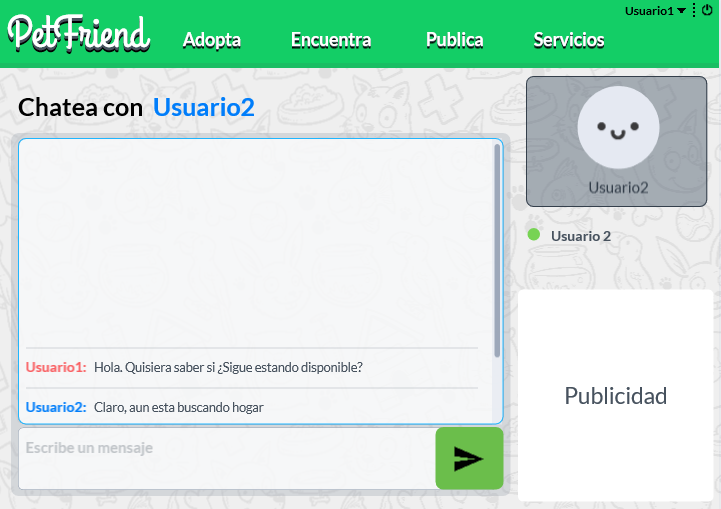 Usuario1
PetFriend
Adopta Encuentra Publica Servicios
Chatea con Usuario2
Usuario2
Usuario 2
Usuario1: Hola. Quisiera saber si ¿Sigue estando disponible?
Usuario2: Claro, aun esta buscando hogar
Escribe un mensaje
Publicidad